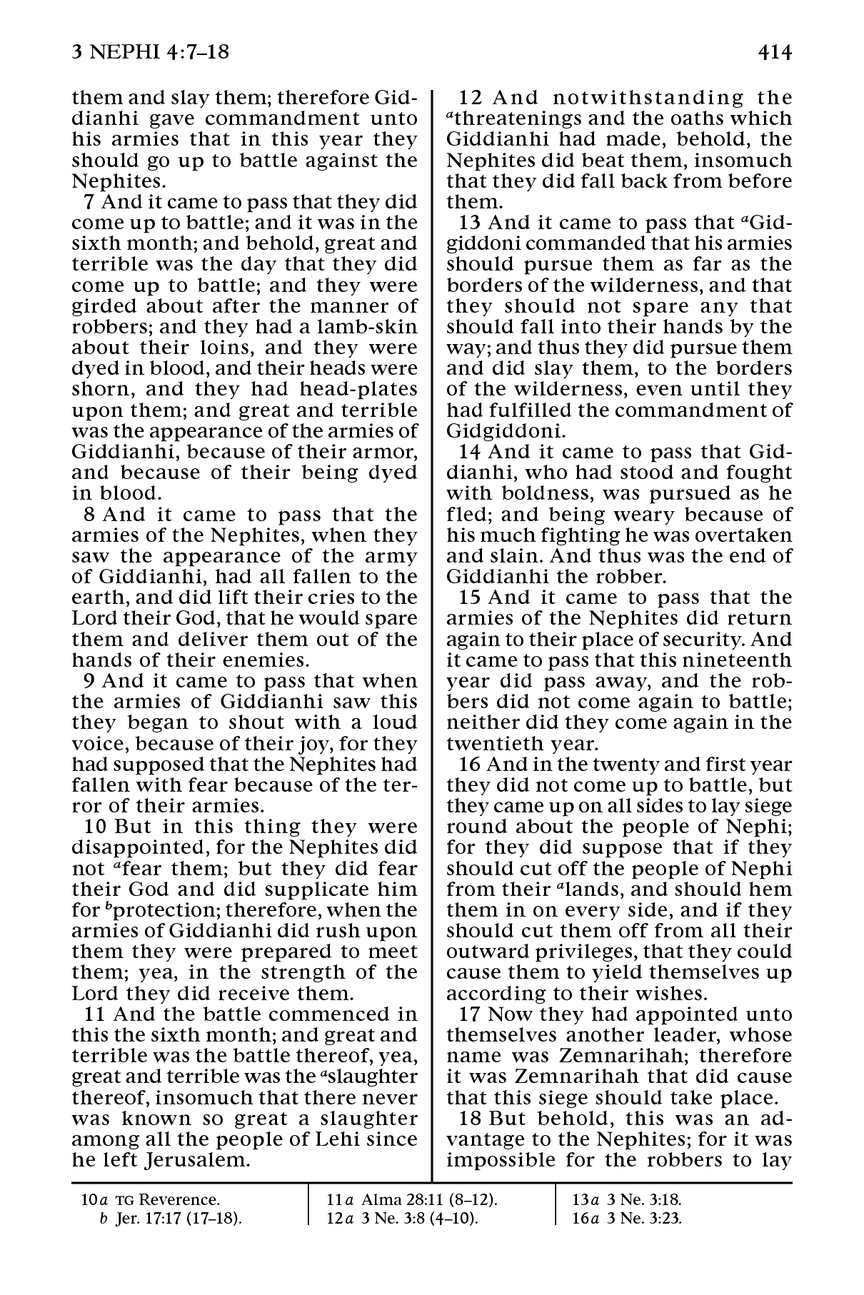 3 NEPHI 4:7–18
414
them and slay them; therefore Gid-
dianhi gave commandment unto
his armies that in this year they
should go up to battle against the
Nephites.
7 And it came to pass that they did
come up to battle; and it was in the
sixth month; and behold, great and
terrible was the day that they did
come up to battle; and they were
girded about after the manner of
robbers; and they had a lamb-skin
about their loins, and they were
dyed in blood, and their heads were
shorn, and they had head-plates
upon them; and great and terrible
was the appearance of the armies of
Giddianhi, because of their armor,
and because of their being dyed
in blood.
8 And it came to pass that the
armies of the Nephites, when they
saw the appearance of the army
of Giddianhi, had all fallen to the
earth, and did lift their cries to the
Lord their God, that he would spare
them and deliver them out of the
hands of their enemies.
9 And it came to pass that when
the armies of Giddianhi saw this
they began to shout with a loud
voice, because of their joy, for they
had supposed that the Nephites had
fallen with fear because of the ter-
ror of their armies.
10 But in this thing they were
disappointed, for the Nephites did
not afear them; but they did fear
their God and did supplicate him
for bprotection; therefore, when the
armies of Giddianhi did rush upon
them they were prepared to meet
them; yea, in the strength of the
Lord they did receive them.
11 And the battle commenced in
this the sixth month; and great and
terrible was the battle thereof, yea,
great and terrible was the aslaughter
thereof, insomuch that there never
was known so great a slaughter
among all the people of Lehi since
he left Jerusalem.
12 And notwithstanding the
athreatenings and the oaths which
Giddianhi had made, behold, the
Nephites did beat them, insomuch
that they did fall back from before
them.
13 And it came to pass that aGid-
giddoni commanded that his armies
should pursue them as far as the
borders of the wilderness, and that
they should not spare any that
should fall into their hands by the
way; and thus they did pursue them
and did slay them, to the borders
of the wilderness, even until they
had fulfilled the commandment of
Gidgiddoni.
14 And it came to pass that Gid-
dianhi, who had stood and fought
with boldness, was pursued as he
fled; and being weary because of
his much fighting he was overtaken
and slain. And thus was the end of
Giddianhi the robber.
15 And it came to pass that the
armies of the Nephites did return
again to their place of security. And
it came to pass that this nineteenth
year did pass away, and the rob-
bers did not come again to battle;
neither did they come again in the
twentieth year.
16 And in the twenty and first year
they did not come up to battle, but
they came up on all sides to lay siege
round about the people of Nephi;
for they did suppose that if they
should cut off the people of Nephi
from their alands, and should hem
them in on every side, and if they
should cut them off from all their
outward privileges, that they could
cause them to yield themselves up
according to their wishes.
17 Now they had appointed unto
themselves another leader, whose
name was Zemnarihah; therefore
it was Zemnarihah that did cause
that this siege should take place.
18 But behold, this was an ad-
vantage to the Nephites; for it was
impossible for the robbers to lay
10a TG Reverence.
b Jer. 17:17 (17–18).
11a Alma 28:11 (8–12).
12a 3 Ne. 3:8 (4–10).
13a 3 Ne. 3:18.
16a 3 Ne. 3:23.